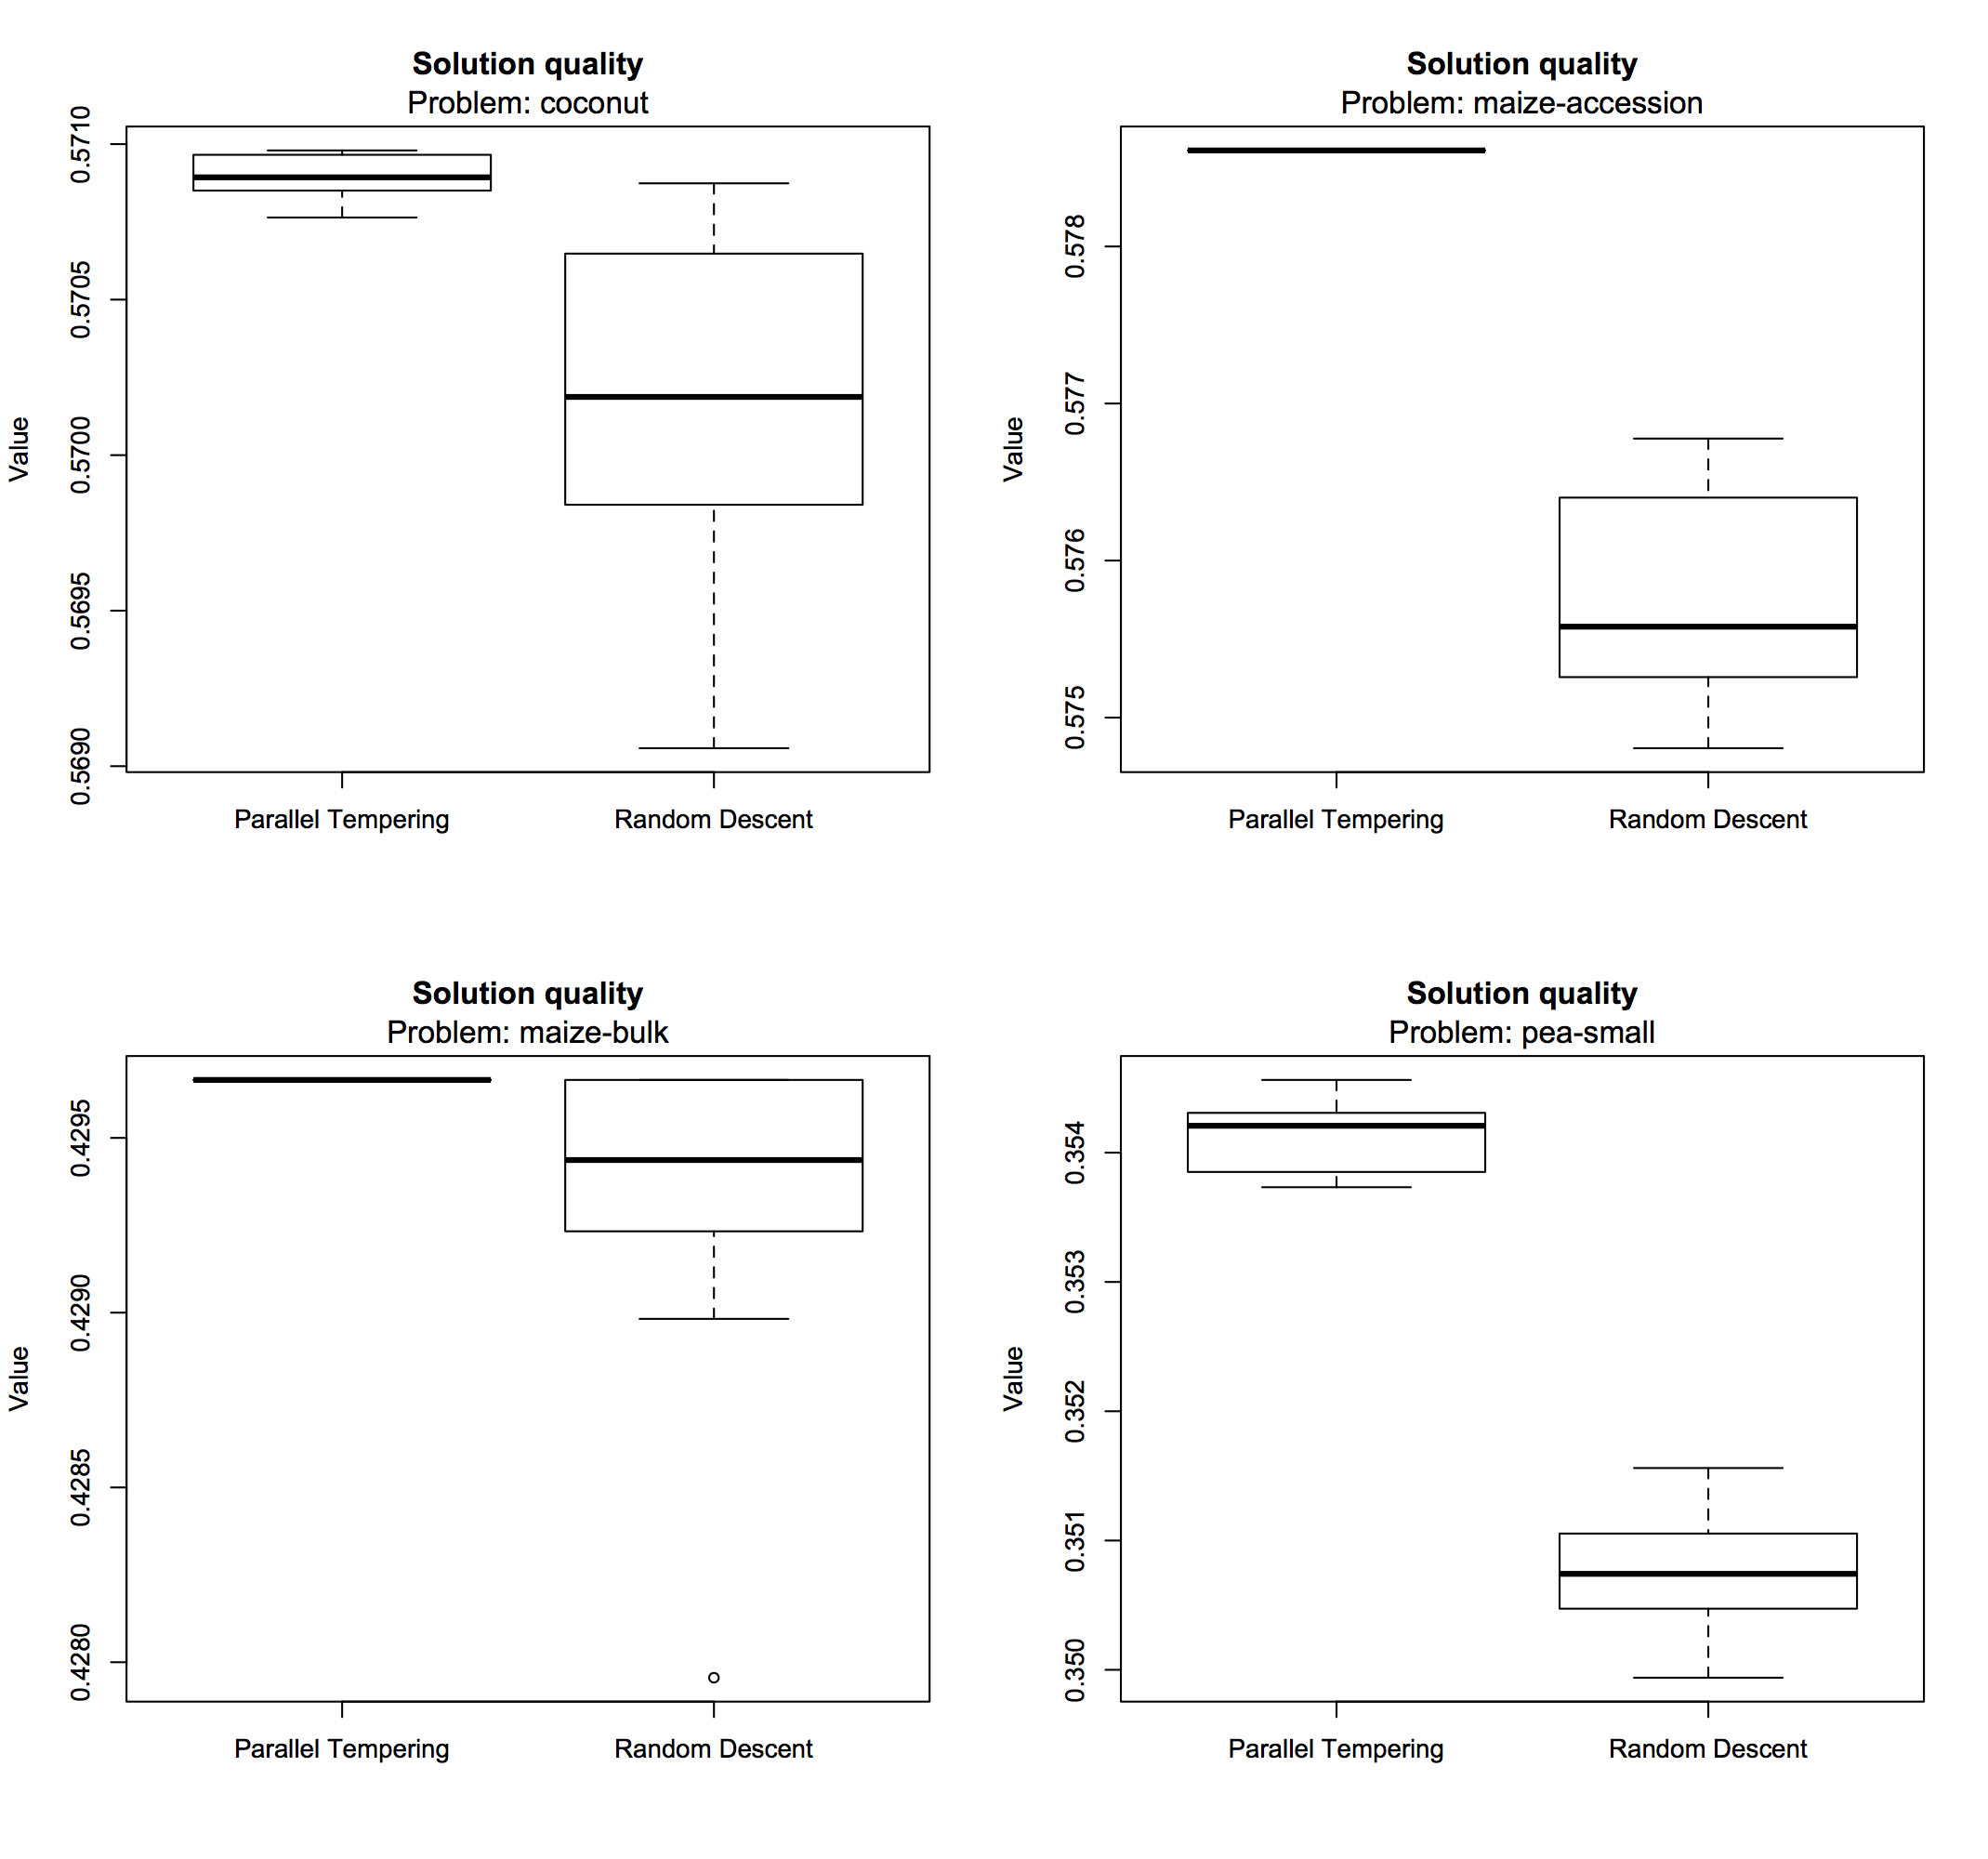 Solution quality
Problem: coconut
Value
0.5710
0.5705
0.5700
0.5695
0.5690
Parallel Tempering
Random Descent
Solution quality
Problem: maize-accession
Value
0.578
0.577
0.576
0.575
Parallel Tempering
Random Descent
Solution quality
Problem: maize-bulk
Value
0.4295
0.4290
0.4285
0.4280
Parallel Tempering
Random Descent
Solution quality
Problem: pea-small
Value
0.354
0.353
0.352
0.351
0.350
Parallel Tempering
Random Descent